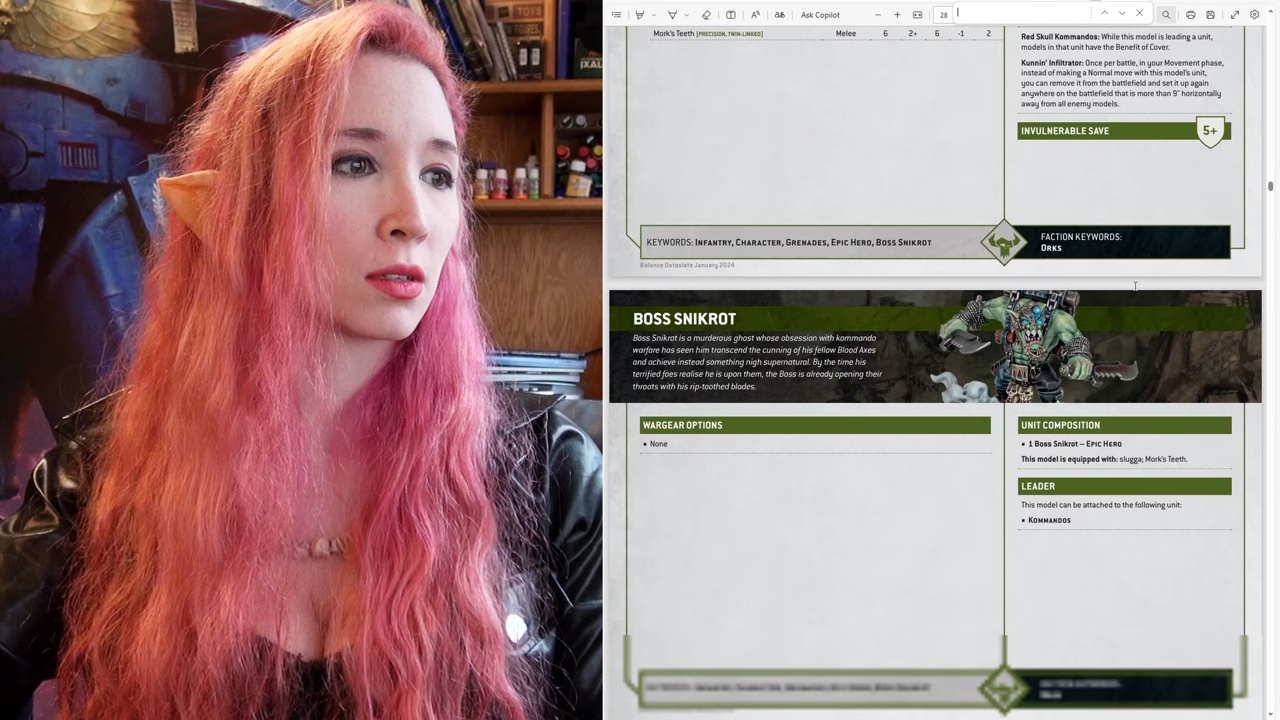 Ask Copilot
28
Mork's Teeth [PRECISION, TWIN-LINKED] Melee 6 2+ 6 -1 2
Red Skull Kommandos: While this model is leading a unit,
models in that unit have the Benefit of Cover.
Kunnin' Infiltrator: Once per battle, in your Movement phase,
instead of making a Normal move with this model's unit,
you can remove it from the battlefield and set it up again
anywhere on the battlefield that is more than 9" horizontally
away from all enemy models.
INVULNERABLE SAVE 5+
KEYWORDS: INFANTRY, CHARACTER, GRENADES, EPIC HERO, BOSS SNIKROT
FACTION KEYWORDS:
ORKS
Balance Dataslate January 2024
BOSS SNIKROT
Boss Snikrot is a murderous ghost whose obsession with kommando
warfare has seen him transcend the cunning of his fellow Blood Axes
and achieve instead something nigh supernatural. By the time his
terrified foes realise he is upon them, the Boss is already opening their
throats with his rip-toothed blades.
WARGEAR OPTIONS
None
UNIT COMPOSITION
1 Boss Snikrot – EPIC HERO
This model is equipped with: slugga; Mork's Teeth.
LEADER
This model can be attached to the following unit:
KOMMANDOS
TOYS